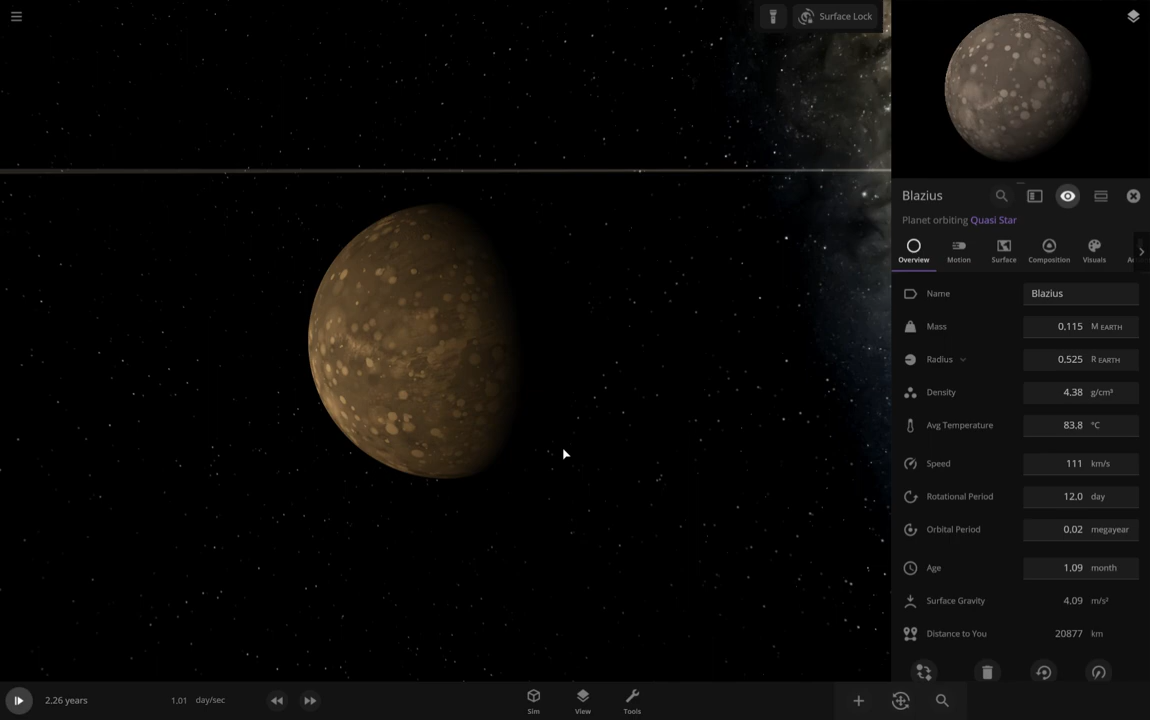 Surface Lock
Blazius
Planet orbiting Quasi Star
Overview Motion Surface Composition Visuals
Name Blazius
Mass 0.115 M EARTH
Radius 0.525 R EARTH
Density 4.38 g/cm³
Avg Temperature 83.8 °C
Speed 111 km/s
Rotational Period 12.0 day
Orbital Period 0.02 megayear
Age 1.09 month
Surface Gravity 4.09 m/s²
Distance to You 20877 km
2.26 years 1.01 day/sec Sim View Tools